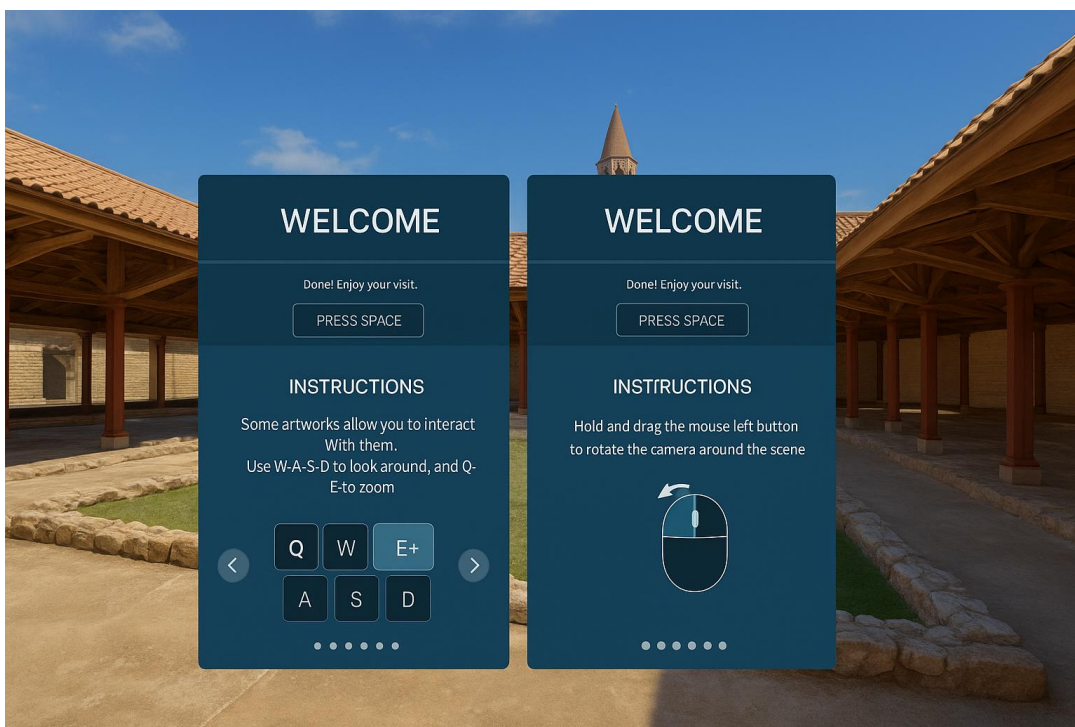 WELCOME
Done! Enjoy your visit.
PRESS SPACE
INSTRUCTIONS
Some artworks allow you to interact
With them.
Use W-A-S-D to look around, and Q-
E-to zoom
Q W E+
A S D
WELCOME
Done! Enjoy your visit.
PRESS SPACE
INSTRUCTIONS
Hold and drag the mouse left button
to rotate the camera around the scene